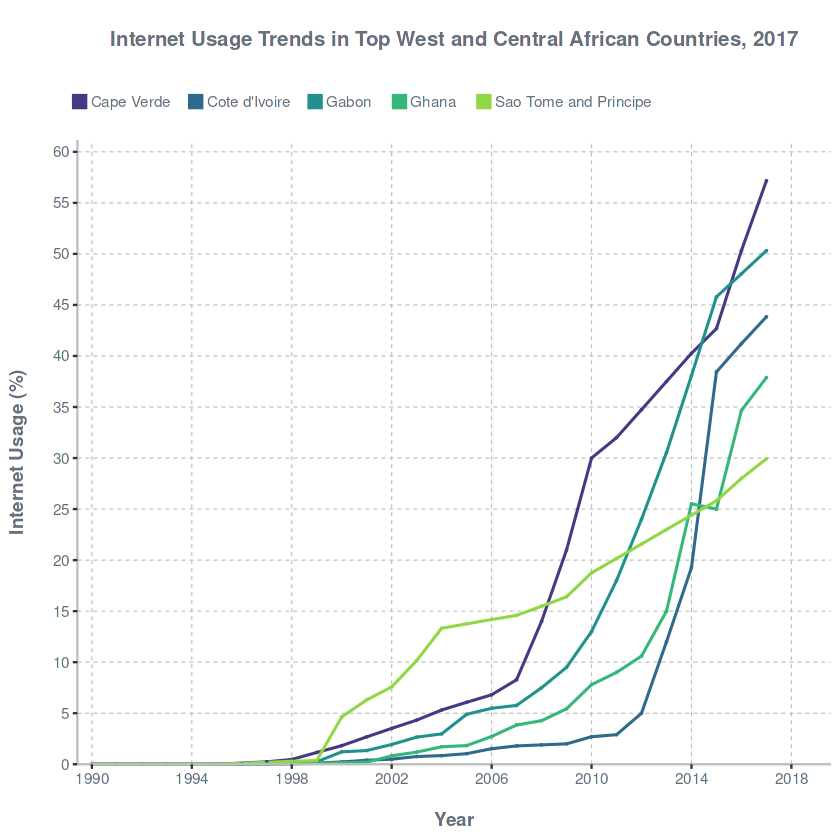 Internet Usage Trends in Top West and Central African Countries, 2017
Cape Verde Cote d'Ivoire Gabon Ghana Sao Tome and Principe
60
55
50
45
40
35
30
25
20
15
10
5
0
Internet Usage (%)
1990 1994 1998 2002 2006 2010 2014 2018
Year